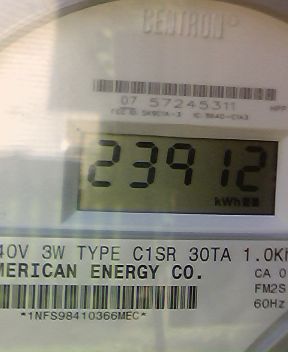 CENTRON®
07 57245311
23912
kWh
40V 3W TYPE C1SR 30TA 1.0K
MERICAN ENERGY CO.
CA 0
FM2S
60Hz
*1NFS98410366MEC*